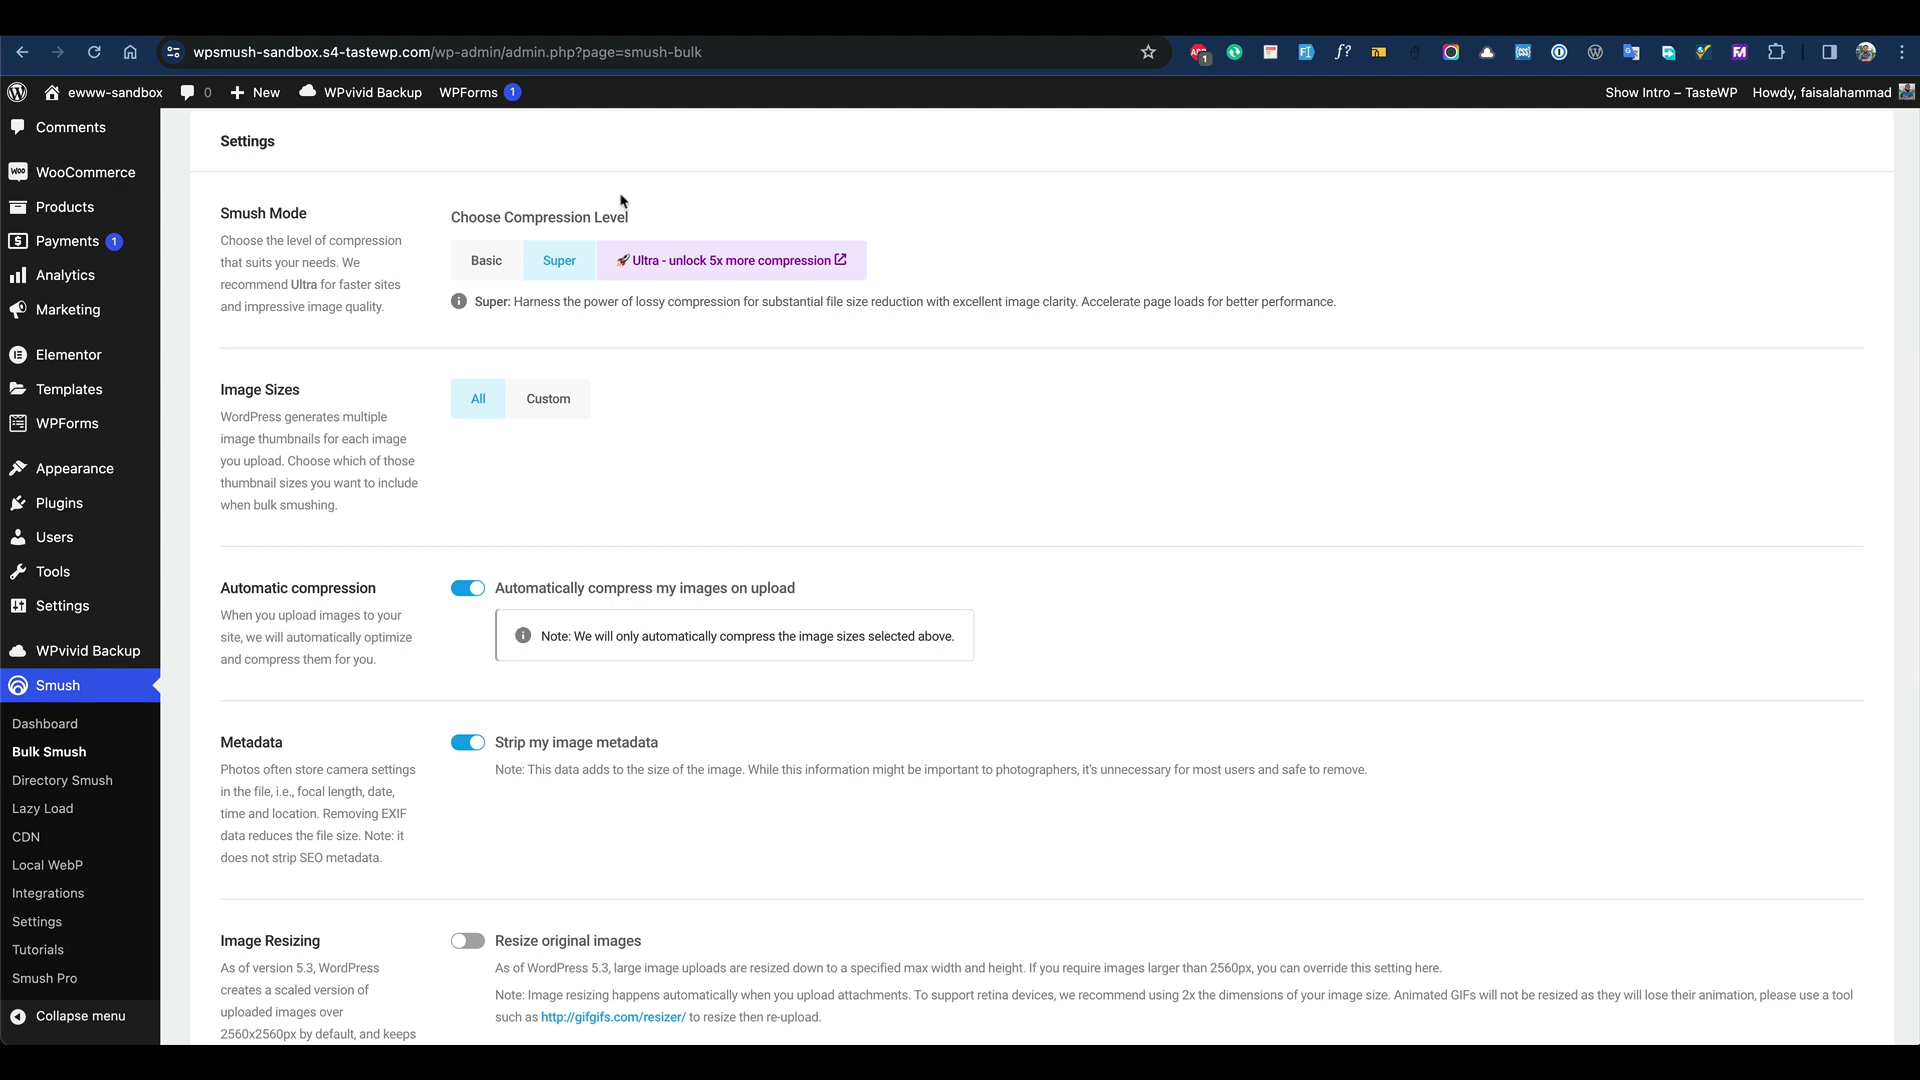 wpsmush-sandbox.s4-tastewp.com/wp-admin/admin.php?page=smush-bulk
ewww-sandbox
0
New
WPvivid Backup
WPForms 1
Show Intro – TasteWP
Howdy, faisalahammad
Comments
WooCommerce
Products
Payments 1
Analytics
Marketing
Elementor
Templates
WPForms
Appearance
Plugins
Users
Tools
Settings
WPvivid Backup
Smush
Dashboard
Bulk Smush
Directory Smush
Lazy Load
CDN
Local WebP
Integrations
Settings
Tutorials
Smush Pro
Collapse menu
Settings
Smush Mode
Choose the level of compression
that suits your needs. We
recommend Ultra for faster sites
and impressive image quality.
Choose Compression Level
Basic
Super
Ultra - unlock 5x more compression
Super: Harness the power of lossy compression for substantial file size reduction with excellent image clarity. Accelerate page loads for better performance.
Image Sizes
WordPress generates multiple
image thumbnails for each image
you upload. Choose which of those
thumbnail sizes you want to include
when bulk smushing.
All
Custom
Automatic compression
When you upload images to your
site, we will automatically optimize
and compress them for you.
Automatically compress my images on upload
Note: We will only automatically compress the image sizes selected above.
Metadata
Photos often store camera settings
in the file, i.e., focal length, date,
time and location. Removing EXIF
data reduces the file size. Note: it
does not strip SEO metadata.
Strip my image metadata
Note: This data adds to the size of the image. While this information might be important to photographers, it's unnecessary for most users and safe to remove.
Image Resizing
As of version 5.3, WordPress
creates a scaled version of
uploaded images over
2560x2560px by default, and keeps
Resize original images
As of WordPress 5.3, large image uploads are resized down to a specified max width and height. If you require images larger than 2560px, you can override this setting here.
Note: Image resizing happens automatically when you upload attachments. To support retina devices, we recommend using 2x the dimensions of your image size. Animated GIFs will not be resized as they will lose their animation, please use a tool
such as http://gifgifs.com/resizer/ to resize then re-upload.